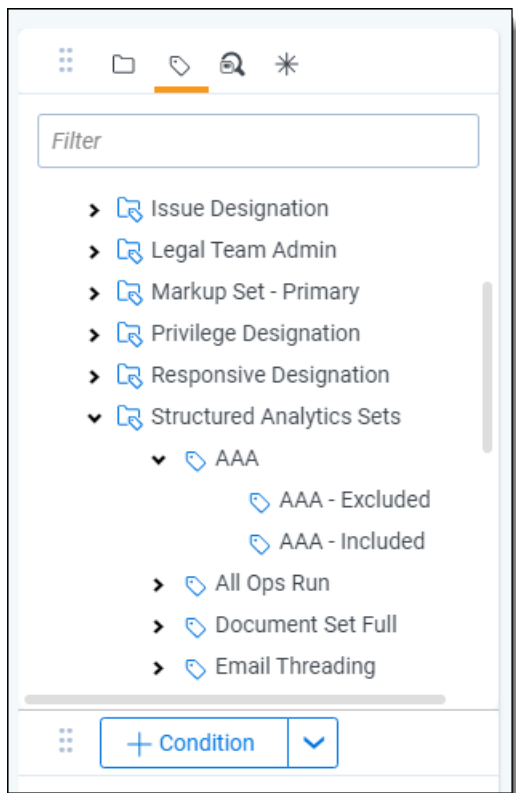 Filter
Issue Designation
Legal Team Admin
Markup Set - Primary
Privilege Designation
Responsive Designation
Structured Analytics Sets
AAA
AAA - Excluded
AAA - Included
All Ops Run
Document Set Full
Email Threading
Condition